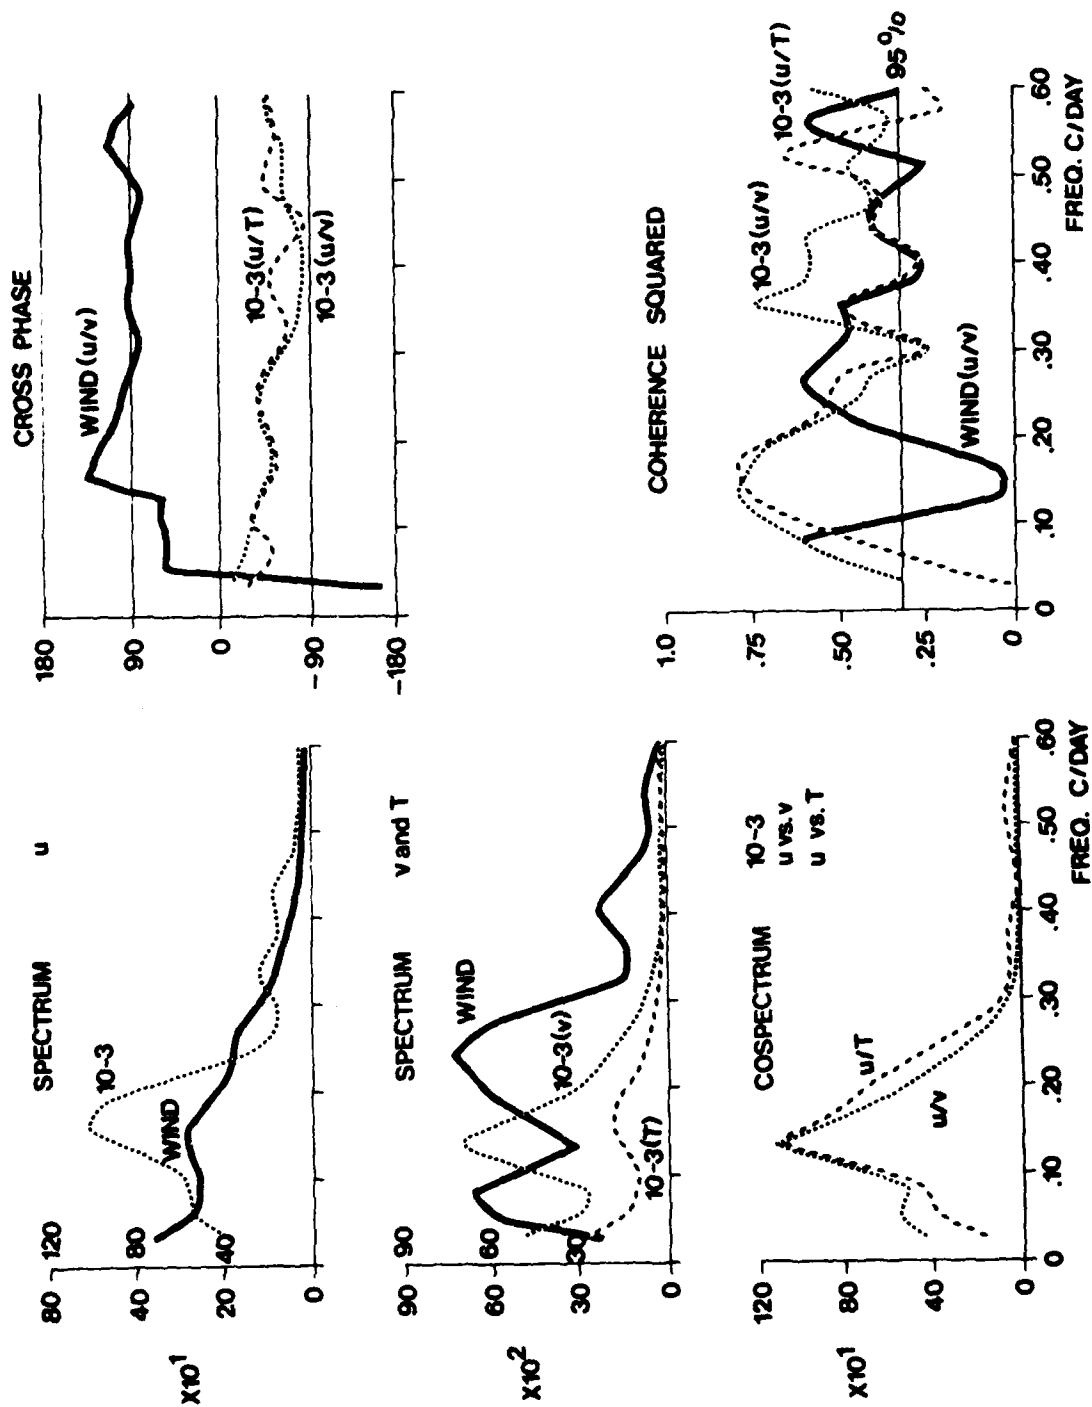 SPECTRUM u
80 120
60 80
40 40
20
0
X10¹
10-3
WIND
CROSS PHASE
180
90
0
-90
-180
WIND (u/v)
10-3 (u/T)
10-3 (u/v)
SPECTRUM v and T
90 90
60 60
30 30
0
X10²
WIND
10-3(v)
10-3(T)
COSPECTRUM 10-3
u vs. v
u vs. T
120
80
40
0
X10¹
u/T
u/v
0 .10 .20 .30 .40 .50 .60
FREQ. C/DAY
COHERENCE SQUARED
1.0
.75
.50
.25
0
10-3(u/v)
10-3(u/T)
95%
WIND(u/v)
0 .10 .20 .30 .40 .50 .60
FREQ. C/DAY